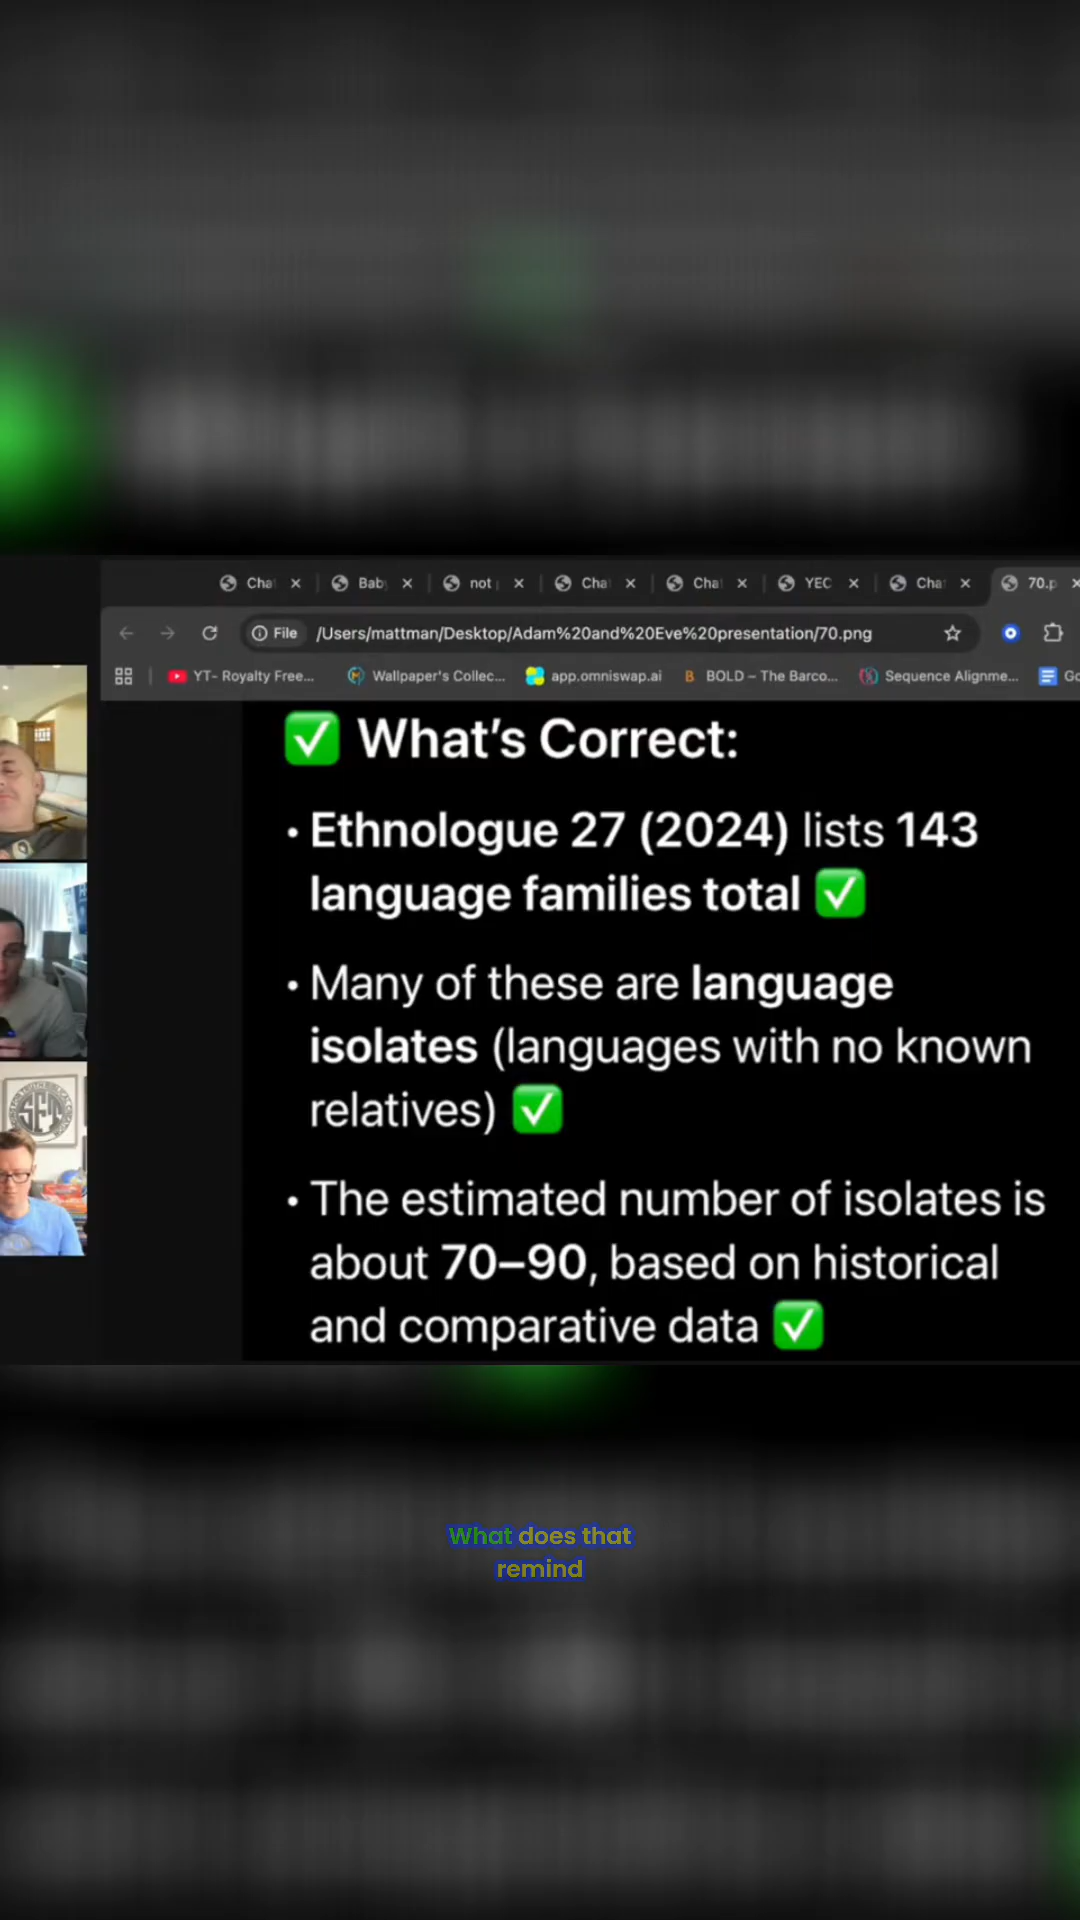 Cha
Bab
not
Cha
Cha
YEC
Cha
70.p
File
/Users/mattman/Desktop/Adam%20and%20Eve%20presentation/70.png
YT- Royalty Free...
Wallpaper's Collec...
app.omniswap.ai
B BOLD – The Barco...
Sequence Alignme...
Go
✅ What's Correct:
• Ethnologue 27 (2024) lists 143
language families total ✅
• Many of these are language
isolates (languages with no known
relatives) ✅
• The estimated number of isolates is
about 70–90, based on historical
and comparative data ✅
SFT
What does that
remind